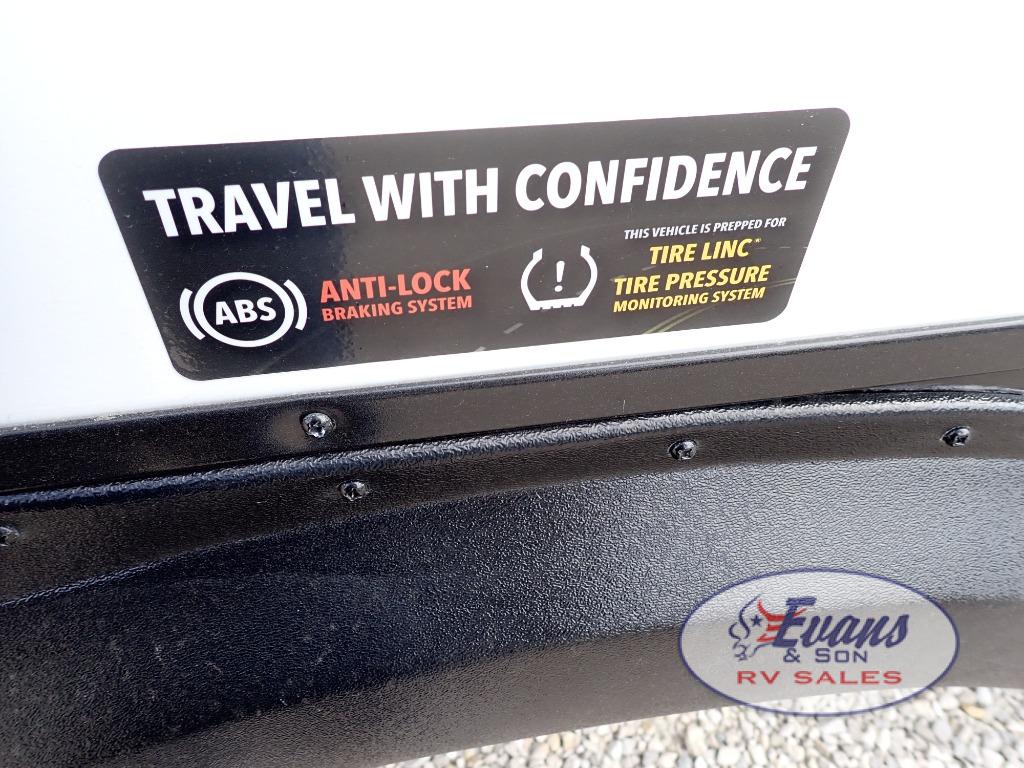 TRAVEL WITH CONFIDENCE
ABS
ANTI-LOCK
BRAKING SYSTEM
!
THIS VEHICLE IS PREPPED FOR
TIRE LINC®
TIRE PRESSURE
MONITORING SYSTEM
Evans
& SON
RV SALES